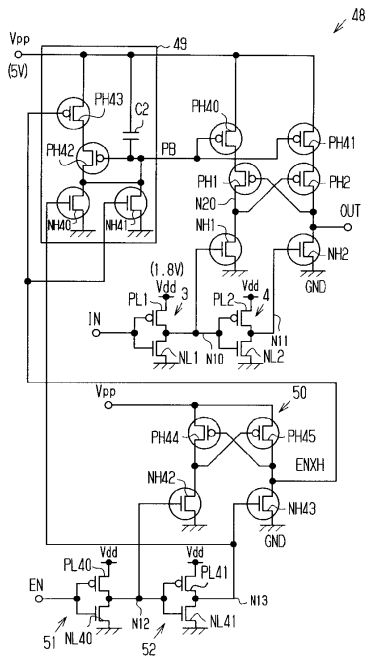 48
49
Vpp
(5V)
PH43
C2
PH40
PH42
PB
PH41
PH1
PH2
N20
NH40
NH41
NH1
OUT
NH2
(1.8V)
Vdd
3
Vdd
4
GND
PL1
PL2
IN
N11
NL1
N10
NL2
Vpp
50
PH44
PH45
ENXH
NH42
NH43
GND
Vdd
Vdd
PL40
PL41
EN
N12
N13
51
NL40
52
NL41